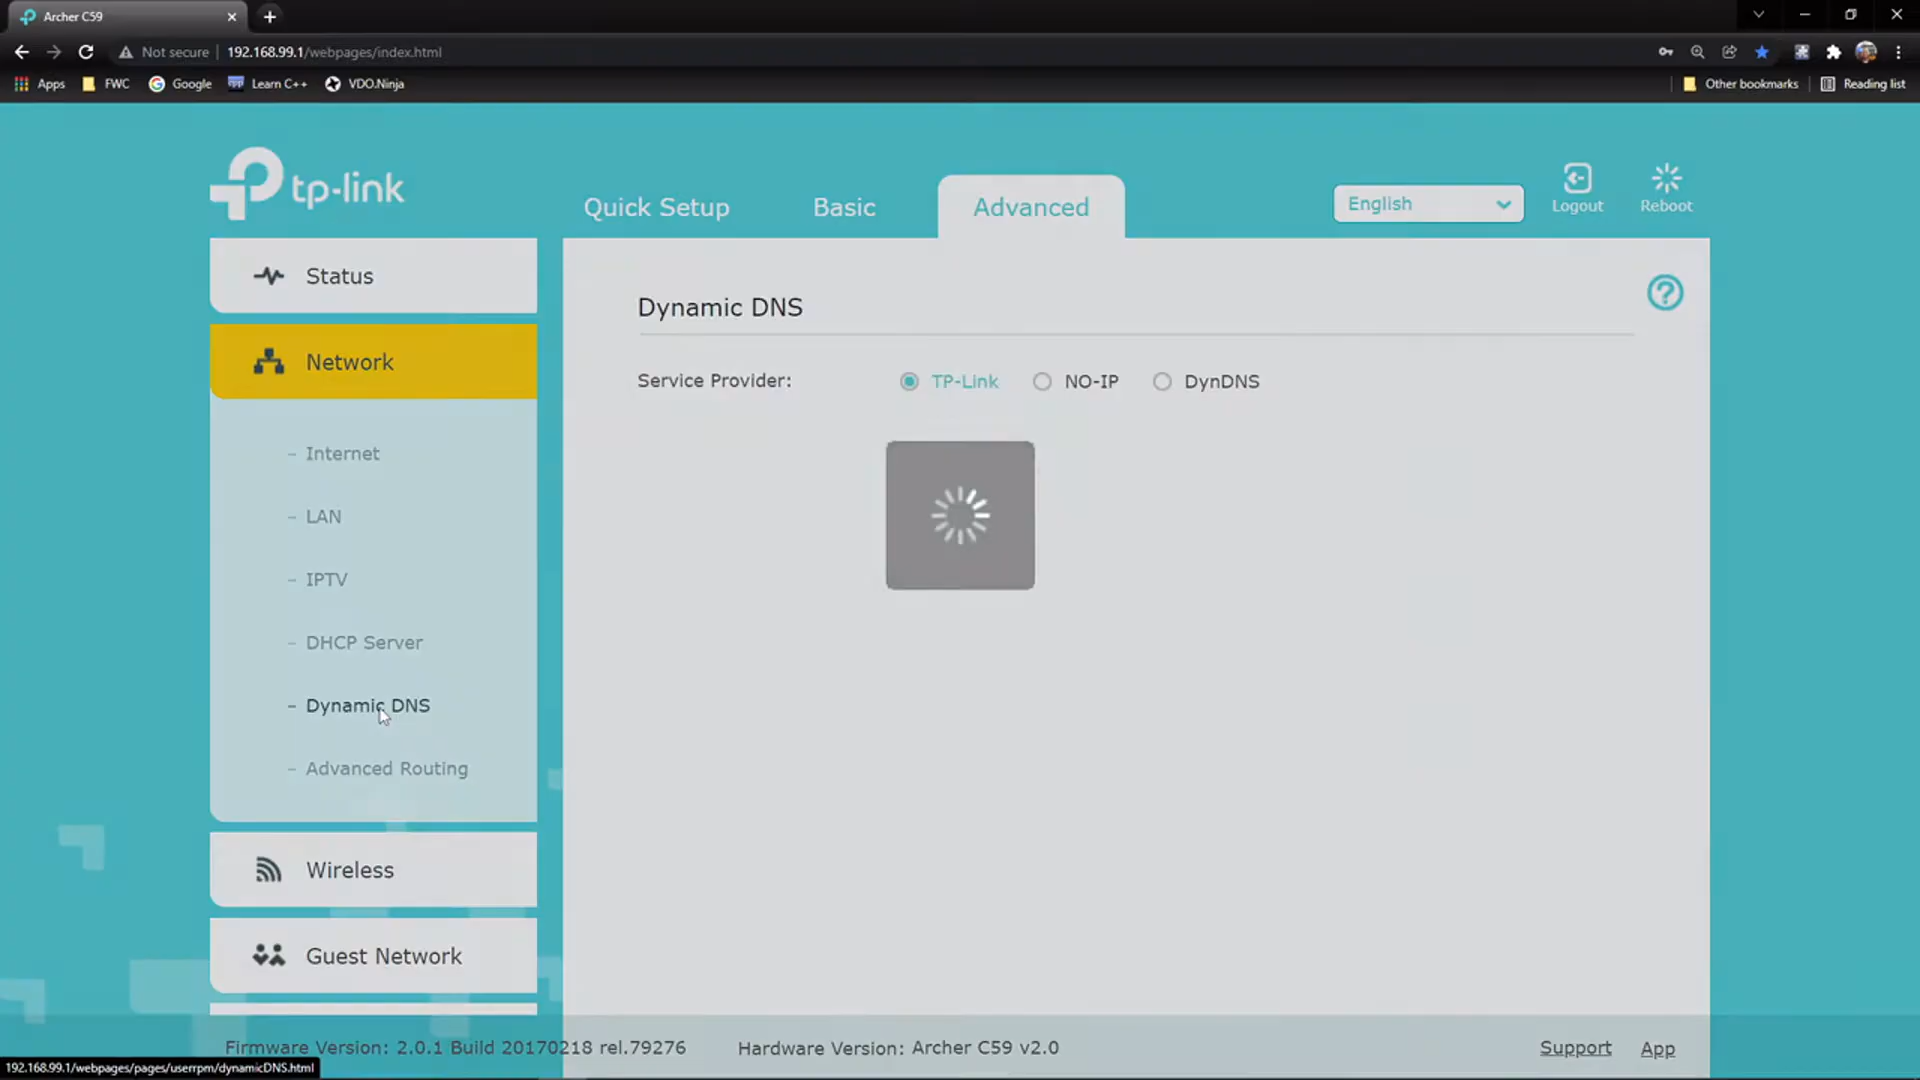 Archer C59
Not secure
192.168.99.1/webpages/index.html
Apps
FWC
Google
Learn C++
VDO.Ninja
Other bookmarks
Reading list
tp-link
Quick Setup
Basic
Advanced
English
Logout
Reboot
Status
Network
- Internet
- LAN
- IPTV
- DHCP Server
- Dynamic DNS
- Advanced Routing
Wireless
Guest Network
Dynamic DNS
Service Provider:
TP-Link
NO-IP
DynDNS
Firmware Version: 2.0.1 Build 20170218 rel.79276
Hardware Version: Archer C59 v2.0
Support
App
192.168.99.1/webpages/pages/userrpm/dynamicDNS.html